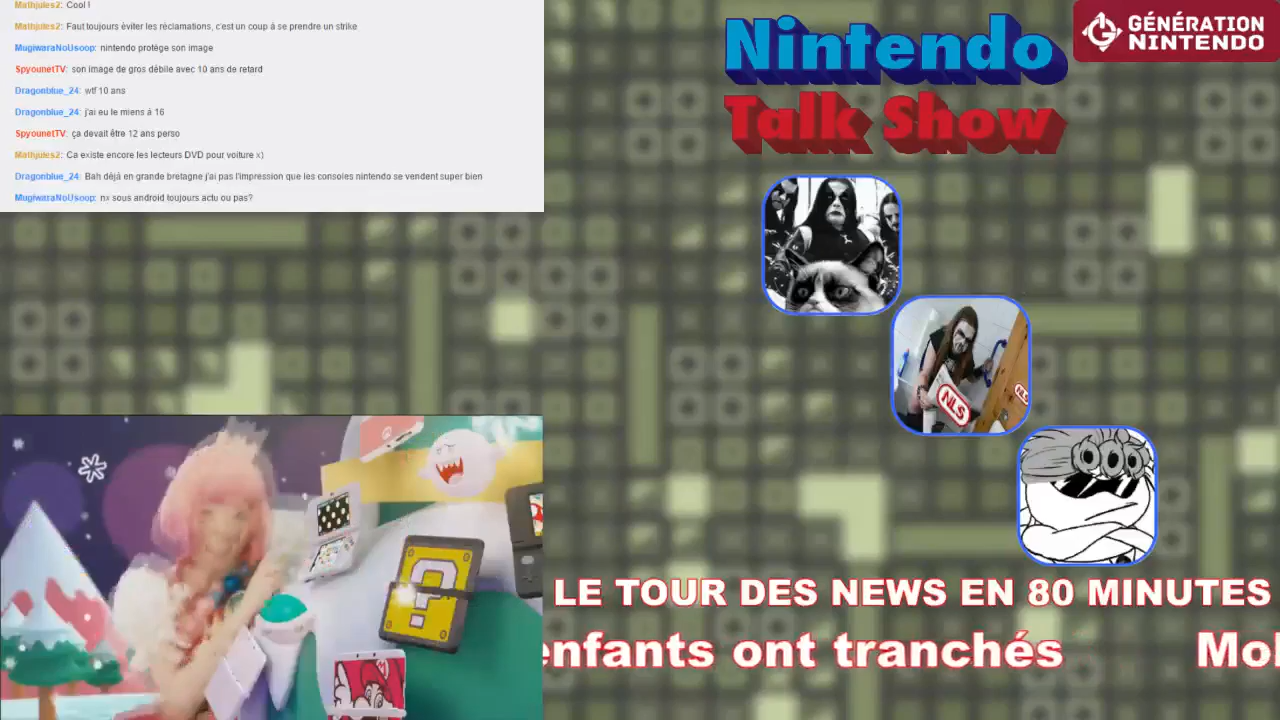 Mathjules2: Cool !
Mathjules2: Faut toujours éviter les réclamations, c'est un coup à se prendre un strike
MugiwaraNoUsoop: nintendo protége son image
SpyounetTV: son image de gros débile avec 10 ans de retard
Dragonblue_24: wtf 10 ans
Dragonblue_24: j'ai eu le miens à 16
SpyounetTV: ça devait être 12 ans perso
Mathjules2: Ca existe encore les lecteurs DVD pour voiture x)
Dragonblue_24: Bah déjà en grande bretagne j'ai pas l'impression que les consoles nintendo se vendent super bien
MugiwaraNoUsoop: nx sous android toujours actu ou pas?
Nintendo
Talk Show
GÉNÉRATION
NINTENDO
NLS
NLS
?
LE TOUR DES NEWS EN 80 MINUTES
enfants ont tranchés Mo